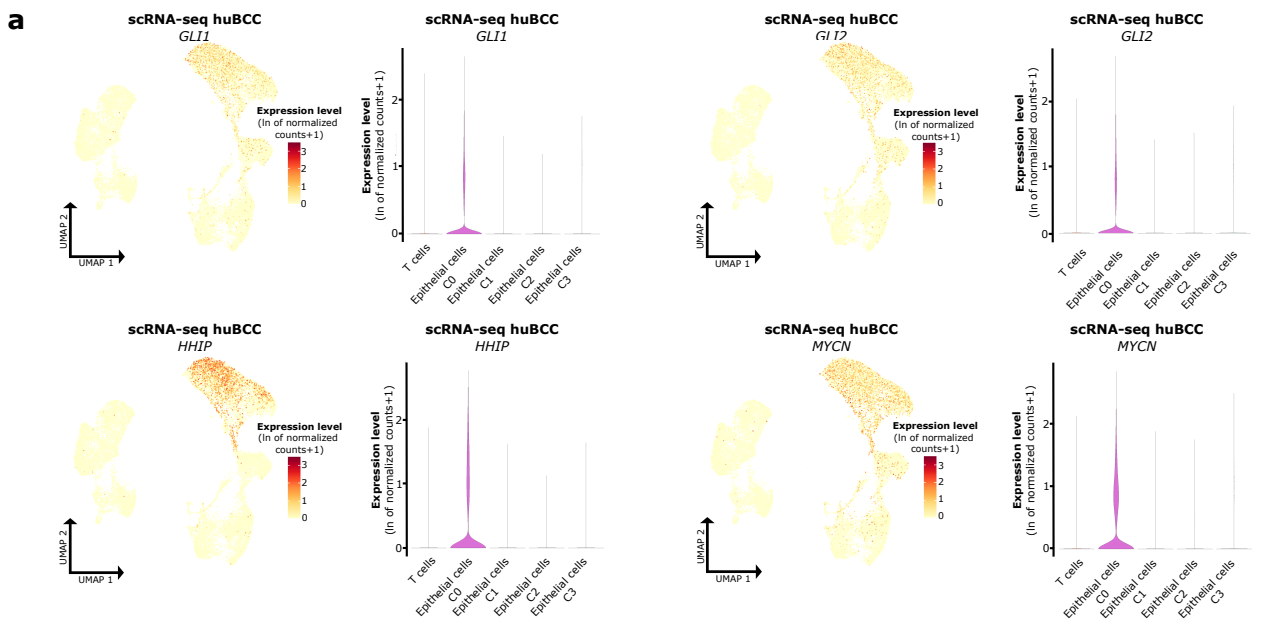 a
scRNA-seq huBCC
GLI1
Expression level
(ln of normalized
counts+1)
3
2
1
0
UMAP 2
UMAP 1
scRNA-seq huBCC
GLI1
Expression level
(ln of normalized counts+1)
2
1
0
T cells
Epithelial cells
C0
Epithelial cells
C1
Epithelial cells
C2
Epithelial cells
C3
scRNA-seq huBCC
GLI2
Expression level
(ln of normalized
counts+1)
3
2
1
0
UMAP 2
UMAP 1
scRNA-seq huBCC
GLI2
Expression level
(ln of normalized counts+1)
2
1
0
T cells
Epithelial cells
C0
Epithelial cells
C1
Epithelial cells
C2
Epithelial cells
C3
scRNA-seq huBCC
HHIP
Expression level
(ln of normalized
counts+1)
3
2
1
0
UMAP 2
UMAP 1
scRNA-seq huBCC
HHIP
Expression level
(ln of normalized counts+1)
2
1
0
T cells
Epithelial cells
C0
Epithelial cells
C1
Epithelial cells
C2
Epithelial cells
C3
scRNA-seq huBCC
MYCN
Expression level
(ln of normalized
counts+1)
3
2
1
0
UMAP 2
UMAP 1
scRNA-seq huBCC
MYCN
Expression level
(ln of normalized counts+1)
2
1
0
T cells
Epithelial cells
C0
Epithelial cells
C1
Epithelial cells
C2
Epithelial cells
C3